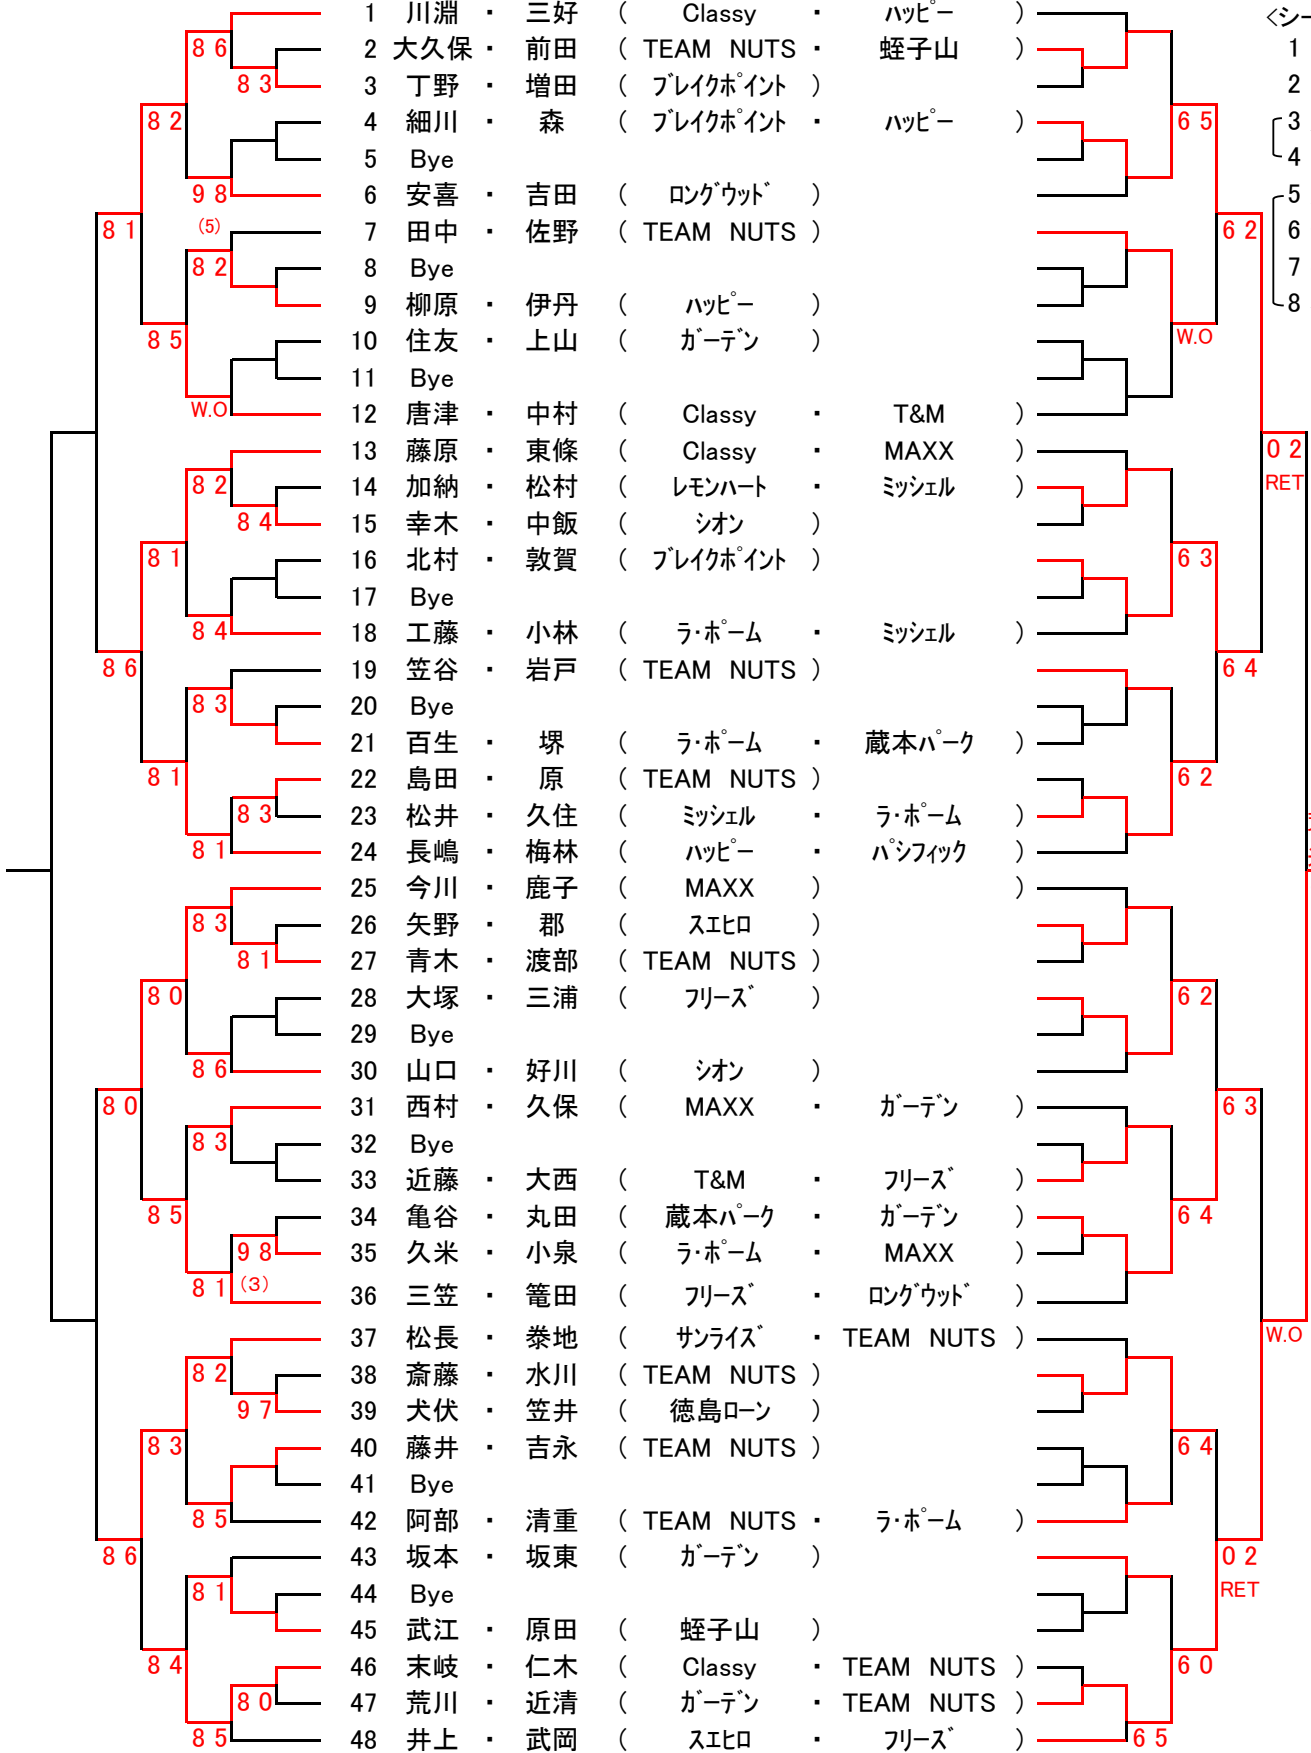 1 川淵 ・ 三好 ( Classy ・ ハッピー ) <シー
8 6 2 大久保 ・ 前田 ( TEAM NUTS ・ 蛭子山 ) 1
8 3 3 丁野 ・ 増田 ( ブレイクポイント ) 2
8 2 4 細川 ・ 森 ( ブレイクポイント ・ ハッピー ) 6 5 3
5 Bye 4
9 8 6 安喜 ・ 吉田 ( ロングウッド ) 5
8 1 (5) 7 田中 ・ 佐野 ( TEAM NUTS ) 6 2 6
8 2 8 Bye 7
9 柳原 ・ 伊丹 ( ハッピー ) 8
8 5 10 住友 ・ 上山 ( ガーデン ) W.O
11 Bye
W.O 12 唐津 ・ 中村 ( Classy ・ T&M )
13 藤原 ・ 東條 ( Classy ・ MAXX ) 0 2
8 2 14 加納 ・ 松村 ( レモンハート ・ ミッシェル ) RET
8 4 15 幸木 ・ 中飯 ( シオン )
8 1 16 北村 ・ 敦賀 ( ブレイクポイント ) 6 3
17 Bye
8 4 18 工藤 ・ 小林 ( ラ・ポーム ・ ミッシェル )
8 6 19 笠谷 ・ 岩戸 ( TEAM NUTS ) 6 4
8 3 20 Bye
21 百生 ・ 堺 ( ラ・ポーム ・ 蔵本パーク )
8 1 22 島田 ・ 原 ( TEAM NUTS ) 6 2
8 3 23 松井 ・ 久住 ( ミッシェル ・ ラ・ポーム )
8 1 24 長嶋 ・ 梅林 ( ハッピー ・ パシフィック )
25 今川 ・ 鹿子 ( MAXX ) )
8 3 26 矢野 ・ 郡 ( スエヒロ )
8 1 27 青木 ・ 渡部 ( TEAM NUTS )
8 0 28 大塚 ・ 三浦 ( フリーズ ) 6 2
29 Bye
8 6 30 山口 ・ 好川 ( シオン )
8 0 31 西村 ・ 久保 ( MAXX ・ ガーデン ) 6 3
8 3 32 Bye
33 近藤 ・ 大西 ( T&M ・ フリーズ )
8 5 34 亀谷 ・ 丸田 ( 蔵本パーク ・ ガーデン ) 6 4
9 8 35 久米 ・ 小泉 ( ラ・ポーム ・ MAXX )
8 1 (3) 36 三笠 ・ 篭田 ( フリーズ ・ ロングウッド )
37 松長 ・ 泰地 ( サンライズ ・ TEAM NUTS ) W.O
8 2 38 斎藤 ・ 水川 ( TEAM NUTS )
9 7 39 犬伏 ・ 笠井 ( 徳島ローン )
8 3 40 藤井 ・ 吉永 ( TEAM NUTS ) 6 4
41 Bye
8 5 42 阿部 ・ 清重 ( TEAM NUTS ・ ラ・ポーム )
8 6 43 坂本 ・ 坂東 ( ガーデン ) 0 2
8 1 44 Bye RET
45 武江 ・ 原田 ( 蛭子山 )
8 4 46 末岐 ・ 仁木 ( Classy ・ TEAM NUTS ) 6 0
8 0 47 荒川 ・ 近清 ( ガーデン ・ TEAM NUTS )
8 5 48 井上 ・ 武岡 ( スエヒロ ・ フリーズ ) 6 5